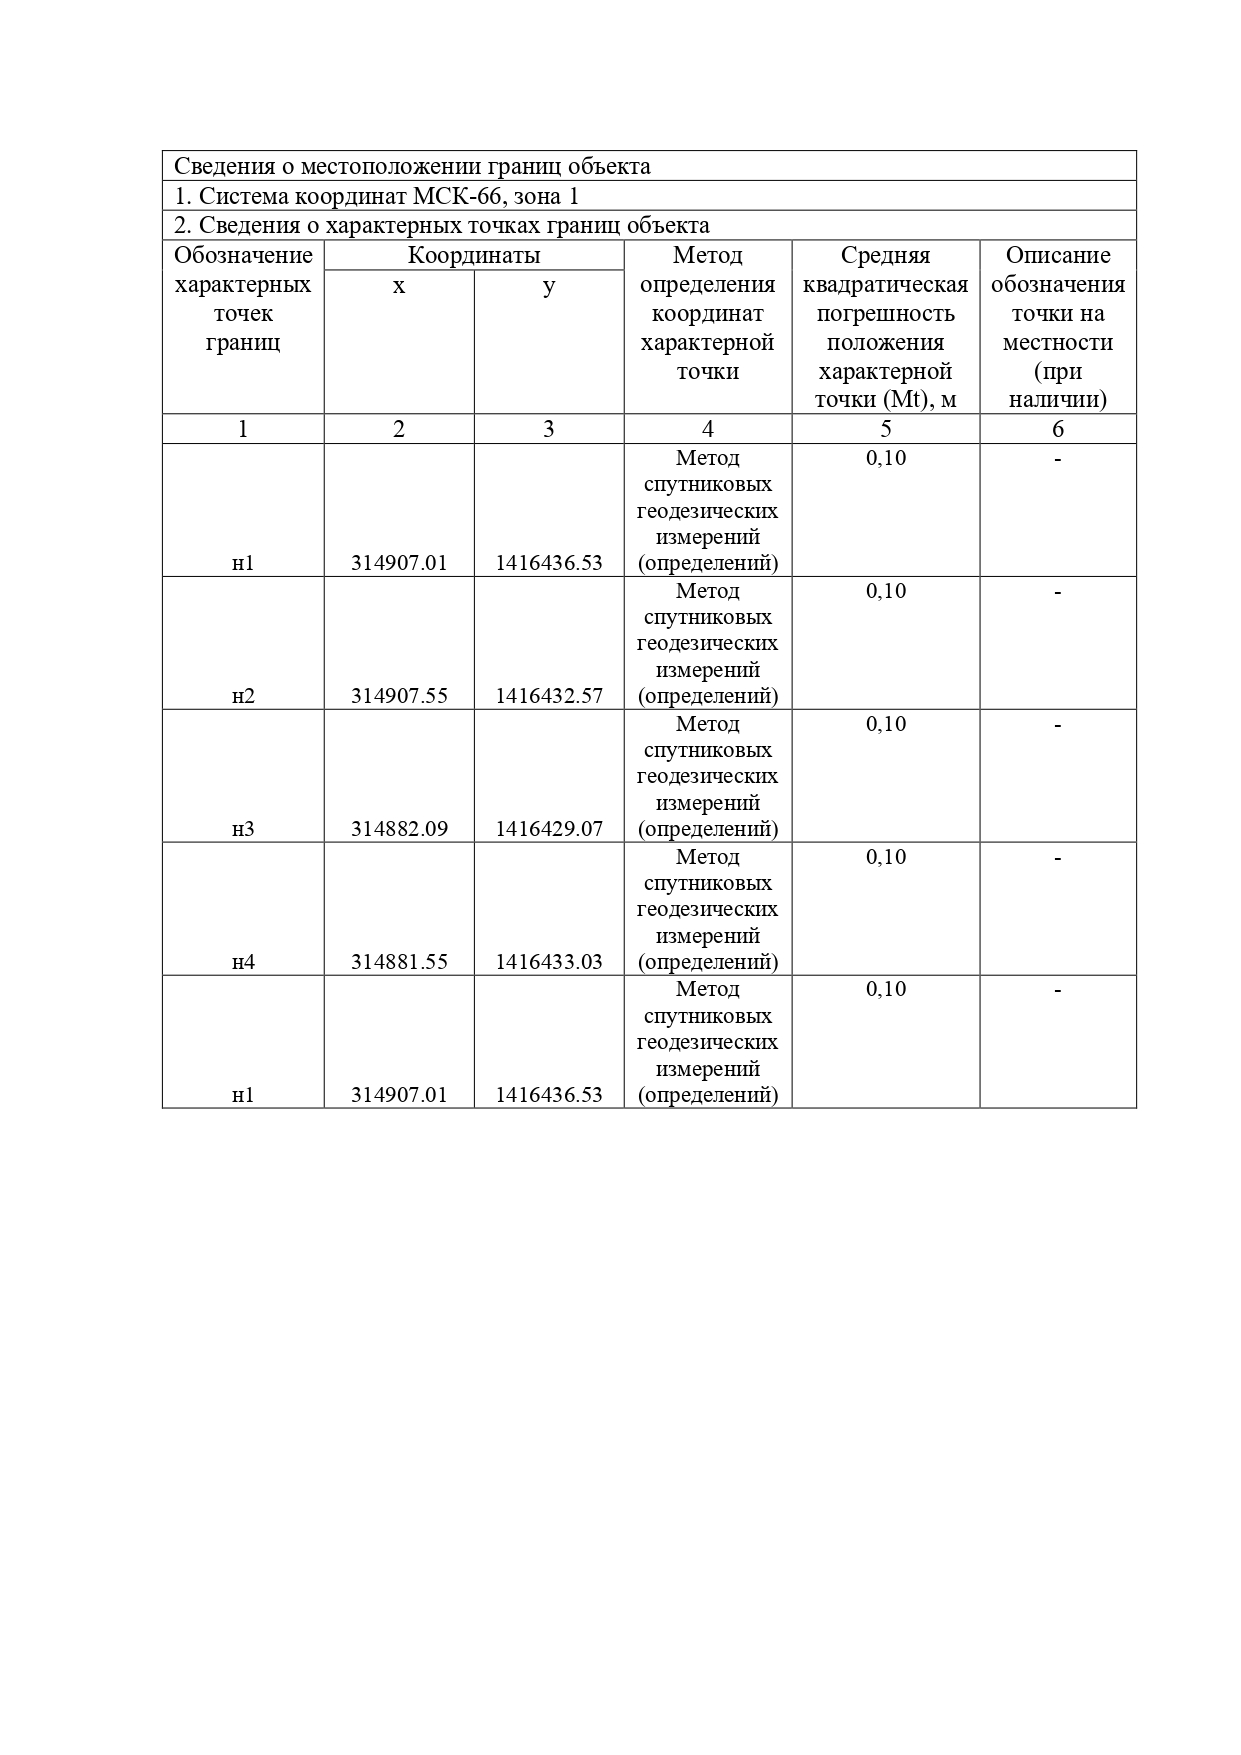 Сведения о местоположении границ объекта
1. Система координат МСК-66, зона 1
2. Сведения о характерных точках границ объекта
Обозначение
характерных
точек
границ
Координаты
x
y
Метод
определения
координат
характерной
точки
Средняя
квадратическая
погрешность
положения
характерной
точки (Mt), м
Описание
обозначения
точки на
местности
(при
наличии)
1
2
3
4
5
6
н1
314907.01
1416436.53
Метод
спутниковых
геодезических
измерений
(определений)
0,10
-
н2
314907.55
1416432.57
Метод
спутниковых
геодезических
измерений
(определений)
0,10
-
н3
314882.09
1416429.07
Метод
спутниковых
геодезических
измерений
(определений)
0,10
-
н4
314881.55
1416433.03
Метод
спутниковых
геодезических
измерений
(определений)
0,10
-
н1
314907.01
1416436.53
Метод
спутниковых
геодезических
измерений
(определений)
0,10
-